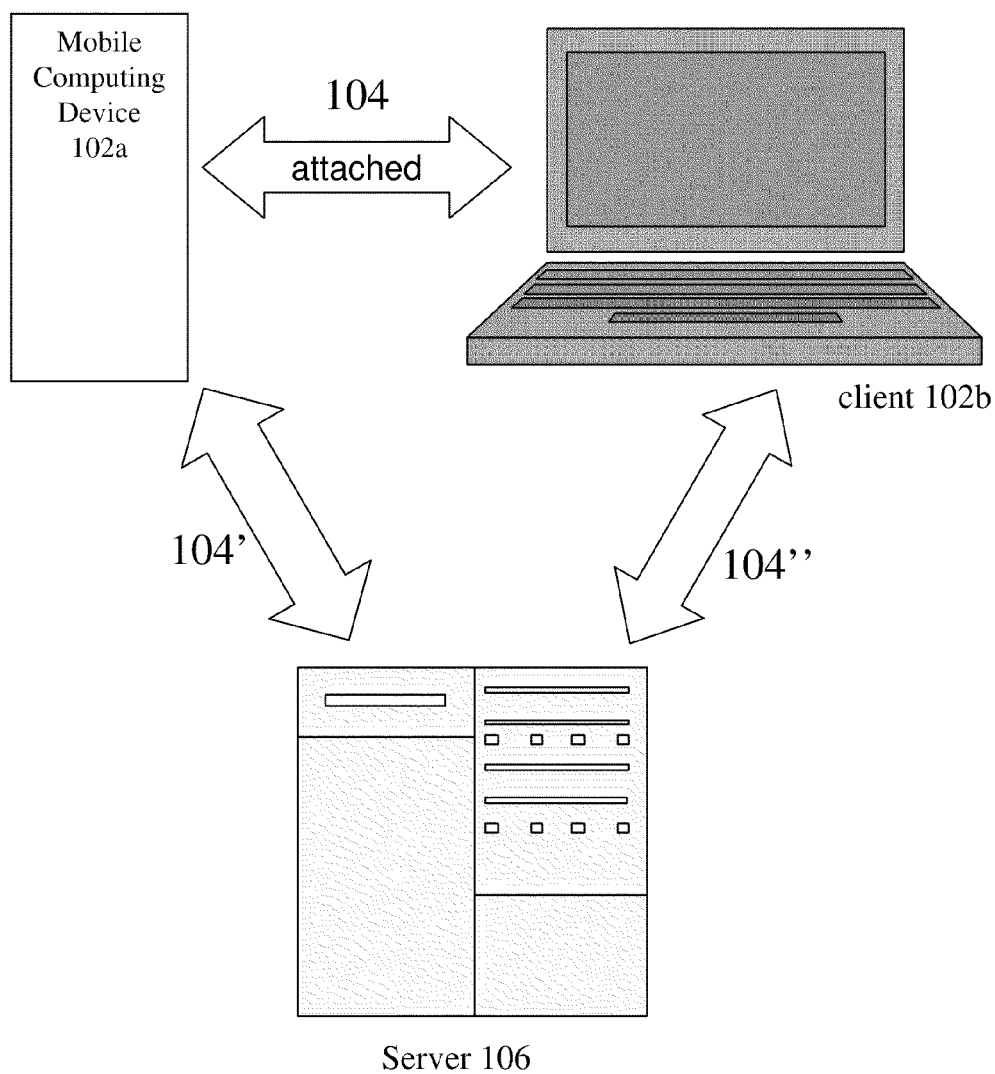 Mobile
Computing
Device
102a
104
attached
client 102b
104’
104’’
Server 106